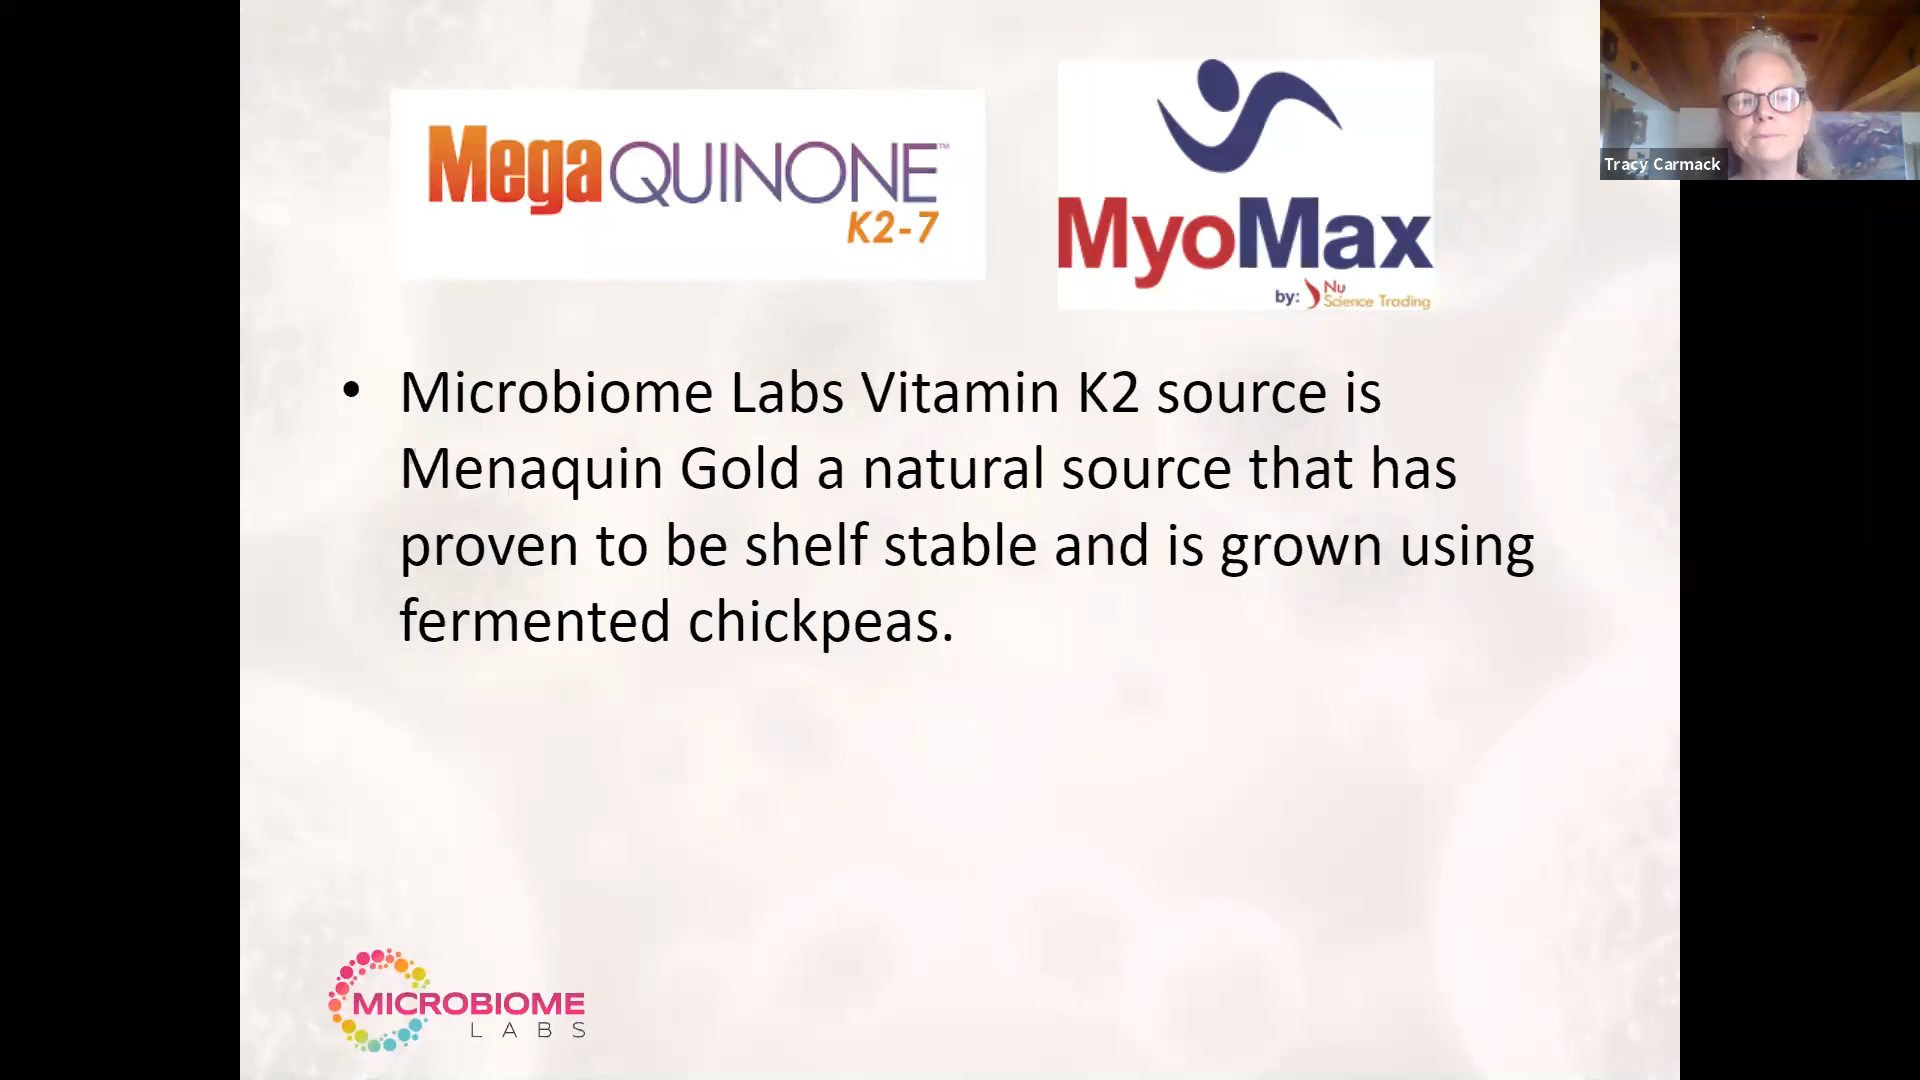 MegaQUINONE™
K2-7
MyoMax
by: Nu
Science Trading
Tracy Carmack
• Microbiome Labs Vitamin K2 source is
Menaquin Gold a natural source that has
proven to be shelf stable and is grown using
fermented chickpeas.
MICROBIOME
LABS